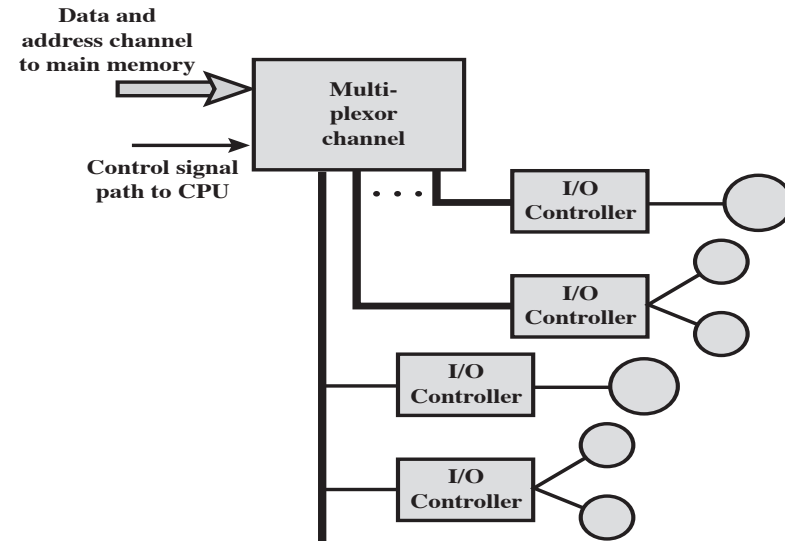 Data and
address channel
to main memory
Multi-
plexor
channel
Control signal
path to CPU
I/O
Controller
I/O
Controller
I/O
Controller
I/O
Controller